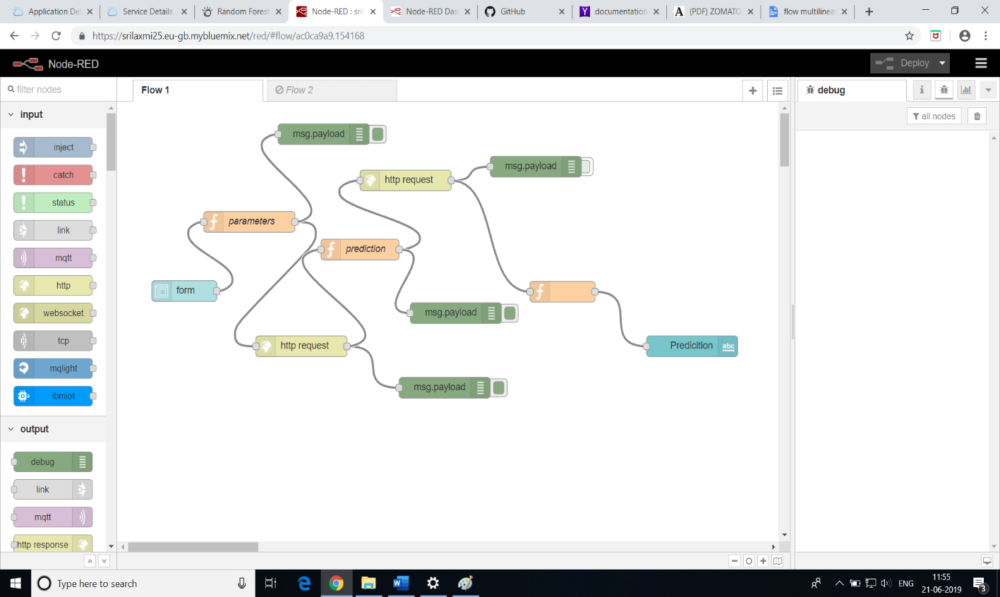 Application De
Service Details
Random Forest
Node-RED : sril
Node-RED Das
GitHub
documentation
(PDF) ZOMATO
flow multilinea
https://srilaxmi25.eu-gb.mybluemix.net/red/#flow/ac0ca9a9.154168
Node-RED
Deploy
filter nodes
Flow 1
Flow 2
debug
all nodes
input
inject
catch
status
link
mqtt
http
websocket
tcp
mqlight
ibmiot
output
debug
link
mqtt
http response
msg.payload
msg.payload
http request
parameters
prediction
form
msg.payload
http request
Predicition
abc
msg.payload
Type here to search
ENG
11:55
21-06-2019
3